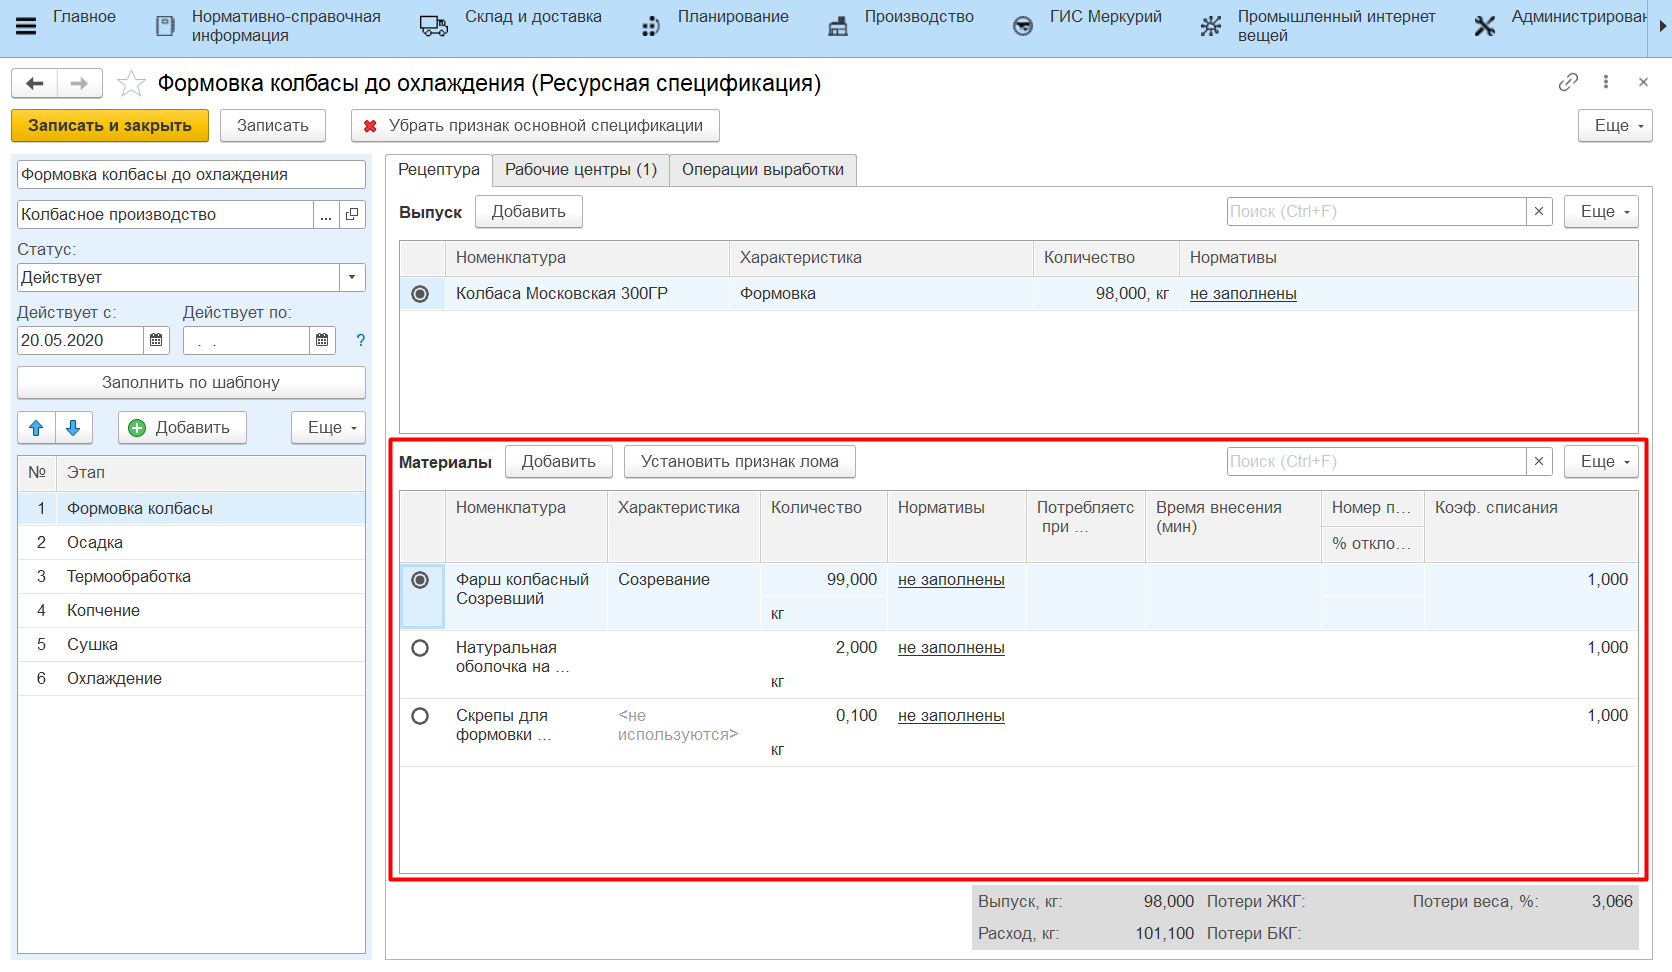 Главное
Нормативно-справочная
информация
Склад и доставка
Планирование
Производство
ГИС Меркурий
Промышленный интернет
вещей
Администрирован
Формовка колбасы до охлаждения (Ресурсная спецификация)
Записать и закрыть
Записать
Убрать признак основной спецификации
Еще
Формовка колбасы до охлаждения
Колбасное производство
...
Статус:
Действует
Действует с:
Действует по:
20.05.2020
. .
?
Заполнить по шаблону
Добавить
Еще
№ Этап
1 Формовка колбасы
2 Осадка
3 Термообработка
4 Копчение
5 Сушка
6 Охлаждение
Рецептура
Рабочие центры (1)
Операции выработки
Выпуск
Добавить
Поиск (Ctrl+F)
×
Еще
Номенклатура Характеристика Количество Нормативы
Колбаса Московская 300ГР Формовка 98,000, кг не заполнены
Материалы
Добавить
Установить признак лома
Поиск (Ctrl+F)
×
Еще
Номенклатура Характеристика Количество Нормативы Потребляетс Время внесения Номер п... Коэф. списания
при ... (мин)
% откло...
Фарш колбасный Созревание 99,000 не заполнены 1,000
Созревший
кг
Натуральная 2,000 не заполнены 1,000
оболочка на ...
кг
Скрепы для <не 0,100 не заполнены 1,000
формовки ... используются>
кг
Выпуск, кг: 98,000 Потери ЖКГ: Потери веса, %: 3,066
Расход, кг: 101,100 Потери БКГ: